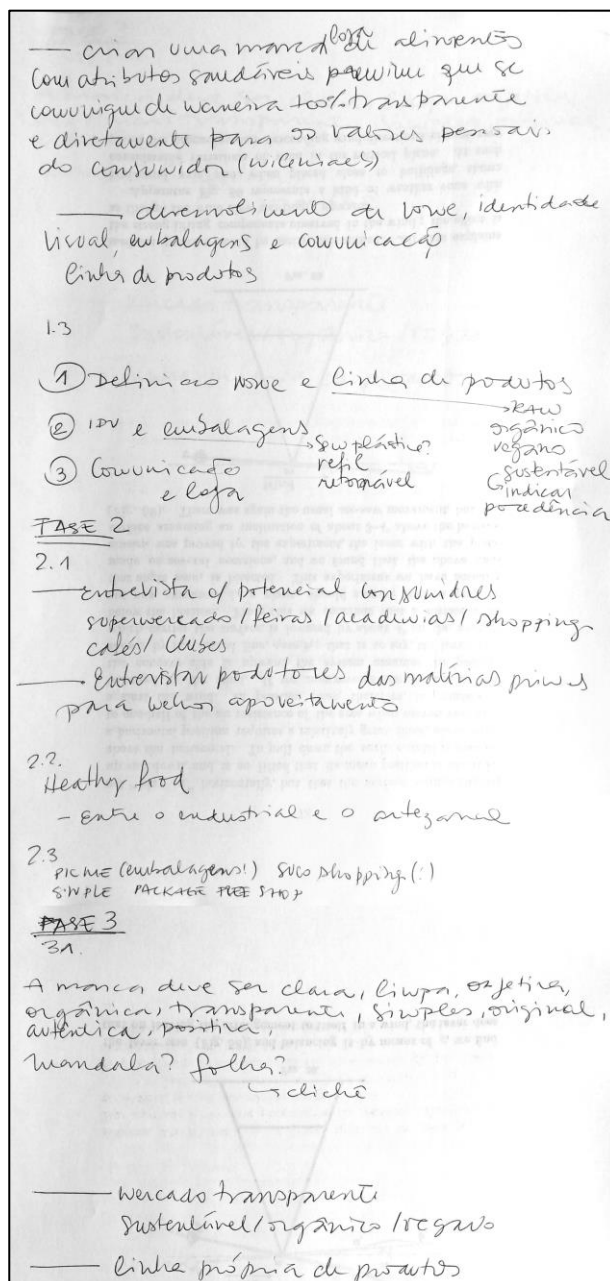 — criar uma marca loja de alimentos
com atributos saudáveis premium que se
comunique de maneira 100% transparente
e diretamente para os valores pessoais
do consumidor (milleniaels)
— desenvolvimento de nome, identidade
visual, embalagens e comunicação
linha de produtos
1.3
① Definicao nome e linha de produtos
→ RAW
② IDV e embalagens orgânico
→ Sem plástico? vegano
③ Comunicação refil sustentável
e loja retornável indicar
procedência
FASE 2
2.1
— entrevista c/ potencial consumidores
supermercado / feiras / academias / shopping
cafés / clubes
— Entrevistar produtores das matérias primas
para melhor aproveitamento
2.2.
Heathy food
- Entre o industrial e o artezanal
2.3
(embalagens!) suco shopping (!)
SIMPLE PACKAGE FREE SHOP
FASE 3
3.1.
A marca deve ser clara, limpa, objetiva,
orgânica, transparente, simples, original,
autêntica, positiva,
Mandala? folha?
↳ clichê
— mercado transparente
sustentável / orgânico / vegano
— linha própria de produtos